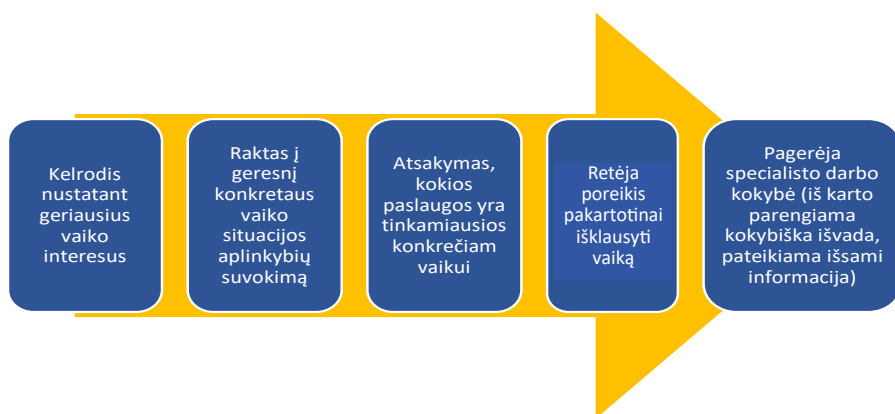 Kelrodis
nustatant
geriausius
vaiko
interesus
Raktas į
geresnį
konkretaus
vaiko
situacijos
aplinkybių
suvokimą
Atsakymas,
kokios
paslaugos yra
tinkamiausios
konkrečiam
vaikui
Retėja
poreikis
pakartotinai
išklausyti
vaiką
Pagerėja
specialisto darbo
kokybė (iš karto
parengiama
kokybiška išvada,
pateikiama išsami
informacija)